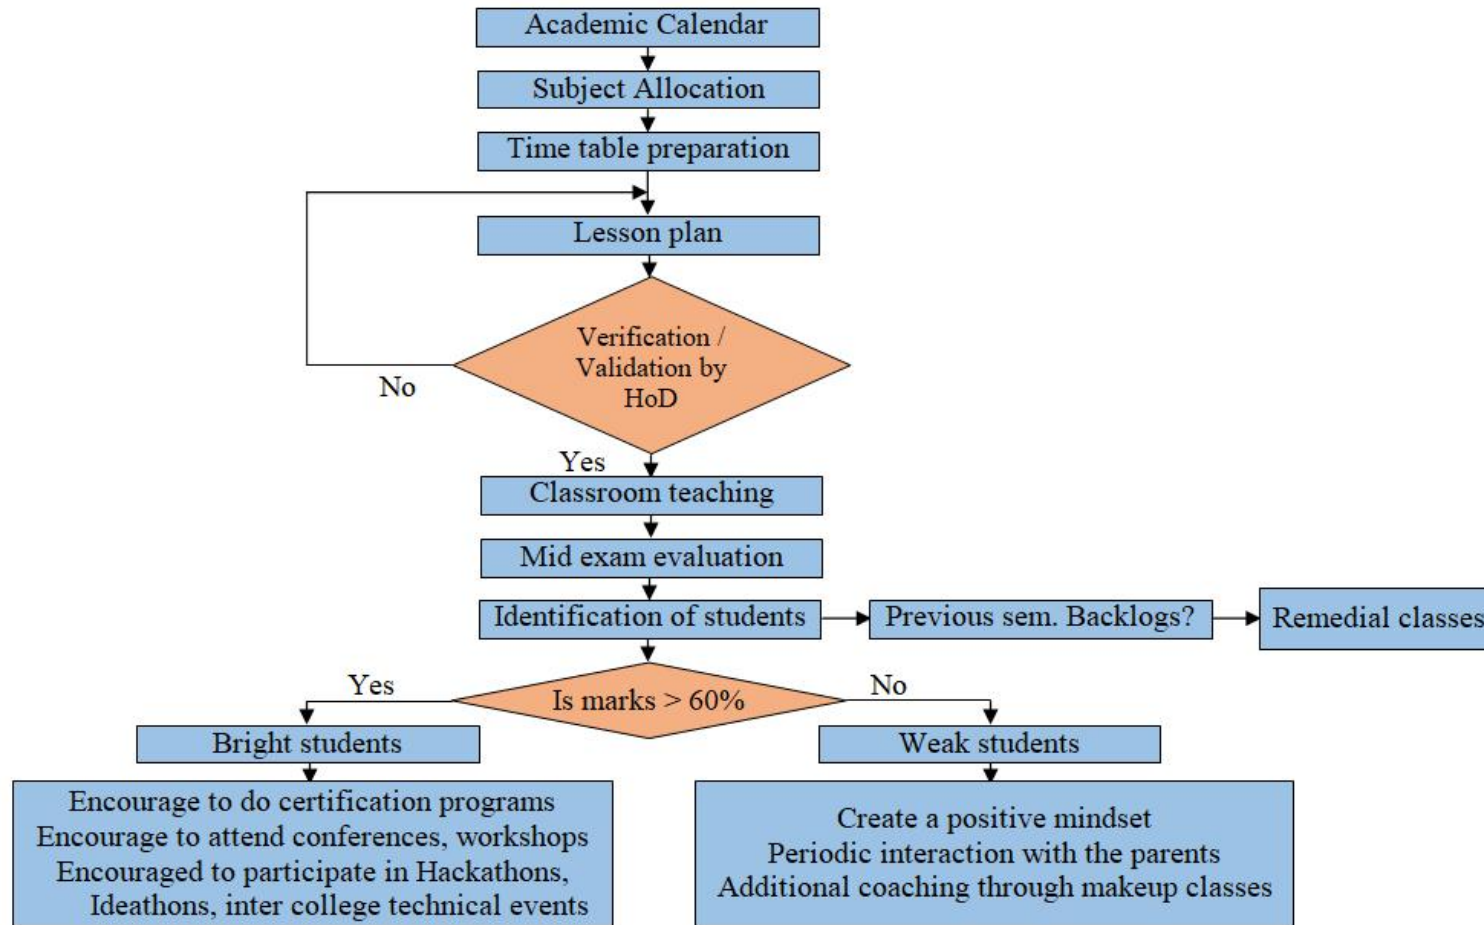 Academic Calendar
Subject Allocation
Time table preparation
Lesson plan
Verification /
Validation by
HoD
No
Yes
Classroom teaching
Mid exam evaluation
Identification of students
Previous sem. Backlogs?
Remedial classes
Yes
Is marks > 60%
No
Bright students
Weak students
Encourage to do certification programs
Encourage to attend conferences, workshops
Encouraged to participate in Hackathons,
Ideathons, inter college technical events
Create a positive mindset
Periodic interaction with the parents
Additional coaching through makeup classes